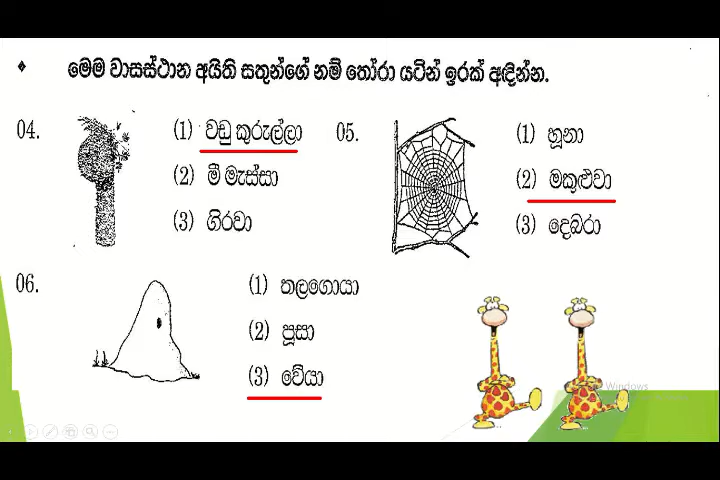 ♦ මෙම වාසස්ථාන අයිති සතුන්ගේ නම් තෝරා යටින් ඉරක් අඳින්න.
04.
(1) වඩු කුරුල්ලා
(2) මී මැස්සා
(3) ගිරවා
05.
(1) හූනා
(2) මකුළුවා
(3) දෙබරා
06.
(1) තලගොයා
(2) පූසා
(3) වේයා
Windows